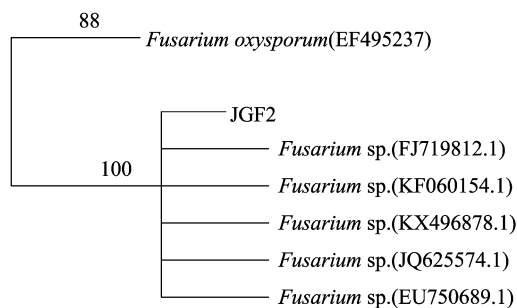 88
Fusarium oxysporum(EF495237)
JGF2
Fusarium sp.(FJ719812.1)
100
Fusarium sp.(KF060154.1)
Fusarium sp.(KX496878.1)
Fusarium sp.(JQ625574.1)
Fusarium sp.(EU750689.1)